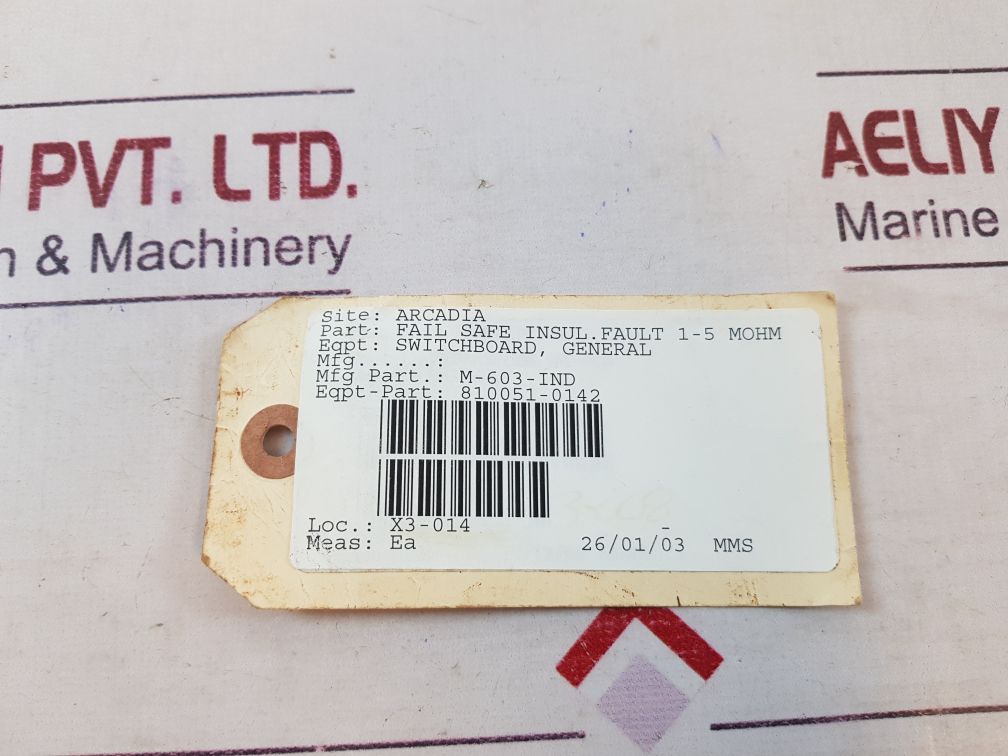 PVT. LTD.
& Machinery
AELIY
Marine
Site: ARCADIA
Part: FAIL SAFE INSUL.FAULT 1-5 MOHM
Eqpt: SWITCHBOARD, GENERAL
Mfg......:
Mfg Part.: M-603-IND
Eqpt-Part: 810051-0142
Loc.: X3-014 -
Meas: Ea 26/01/03 MMS